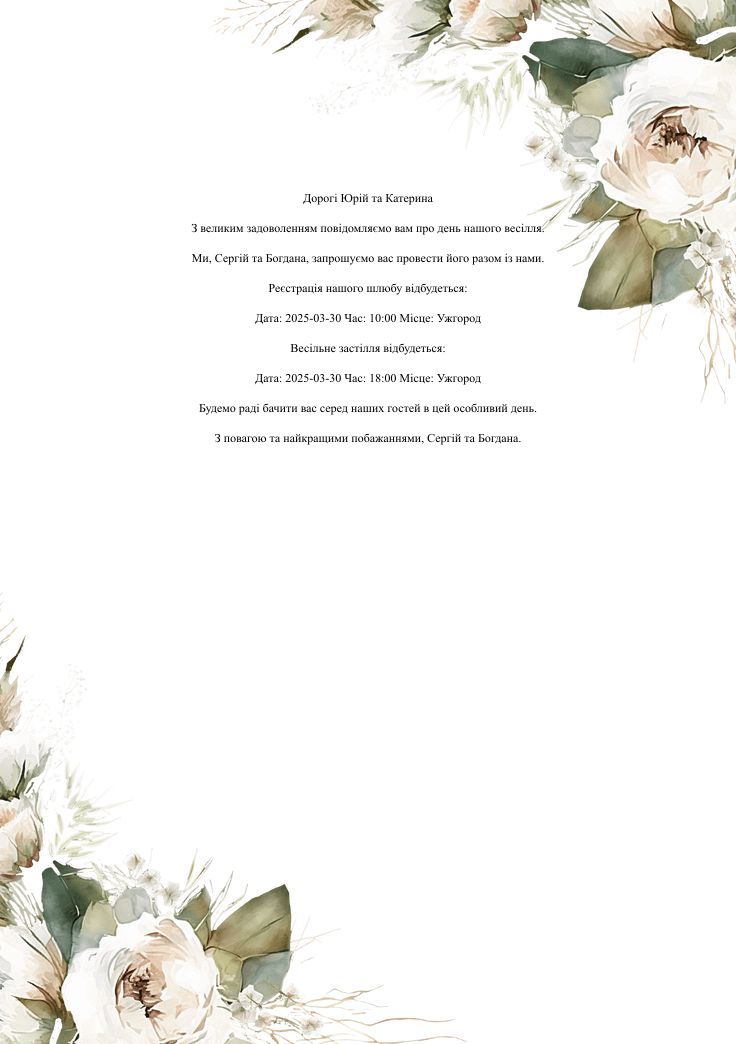 Дорогі Юрій та Катерина
З великим задоволенням повідомляємо вам про день нашого весілля.
Ми, Сергій та Богдана, запрошуємо вас провести його разом із нами.
Реєстрація нашого шлюбу відбудеться:
Дата: 2025-03-30 Час: 10:00 Місце: Ужгород
Весільне застілля відбудеться:
Дата: 2025-03-30 Час: 18:00 Місце: Ужгород
Будемо раді бачити вас серед наших гостей в цей особливий день.
З повагою та найкращими побажаннями, Сергій та Богдана.